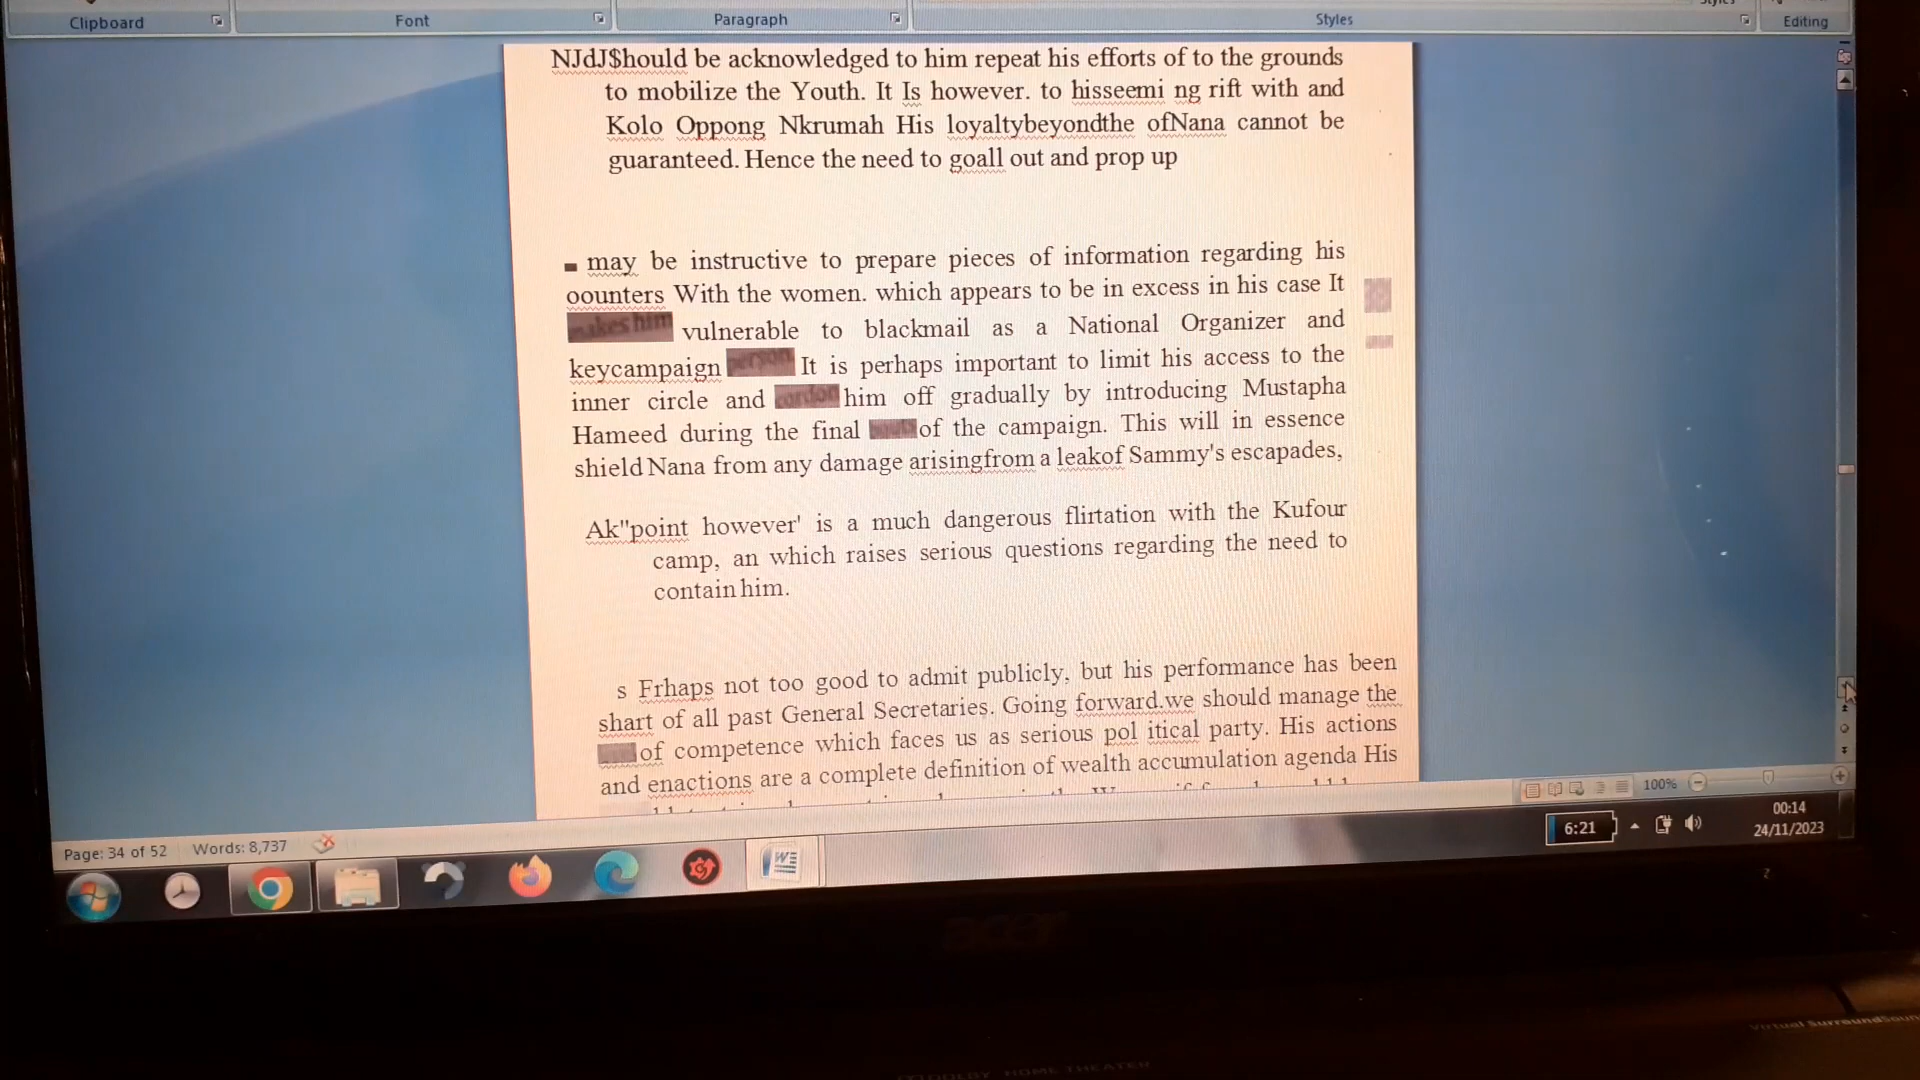 Clipboard
Font
Paragraph
Styles
Editing
NJdJ$hould be acknowledged to him repeat his efforts of to the grounds
to mobilize the Youth. It Is however. to hisseemi ng rift with and
Kolo Oppong Nkrumah His loyaltybeyondthe ofNana cannot be
guaranteed. Hence the need to goall out and prop up
may be instructive to prepare pieces of information regarding his
oounters With the women. which appears to be in excess in his case It
makes him vulnerable to blackmail as a National Organizer and
keycampaign person It is perhaps important to limit his access to the
inner circle and cordon him off gradually by introducing Mustapha
Hameed during the final of the campaign. This will in essence
shield Nana from any damage arisingfrom a leakof Sammy's escapades,
Ak"point however' is a much dangerous flirtation with the Kufour
camp, an which raises serious questions regarding the need to
contain him.
s Frhaps not too good to admit publicly, but his performance has been
shart of all past General Secretaries. Going forward.we should manage the
of competence which faces us as serious pol itical party. His actions
and enactions are a complete definition of wealth accumulation agenda His
100%
Page: 34 of 52 Words: 8,737
6:21
00:14
24/11/2023
acer